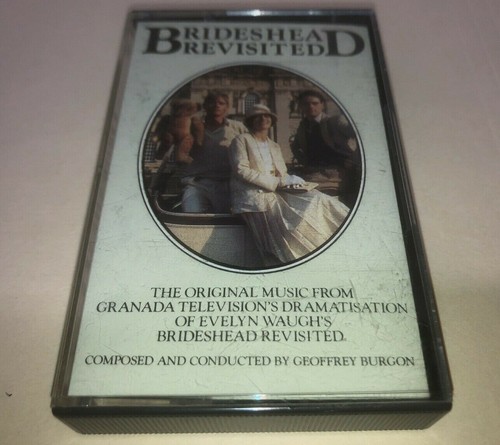 BRIDESHEAD
REVISITED
THE ORIGINAL MUSIC FROM
GRANADA TELEVISION'S DRAMATISATION
OF EVELYN WAUGH'S
BRIDESHEAD REVISITED
COMPOSED AND CONDUCTED BY GEOFFREY BURGON